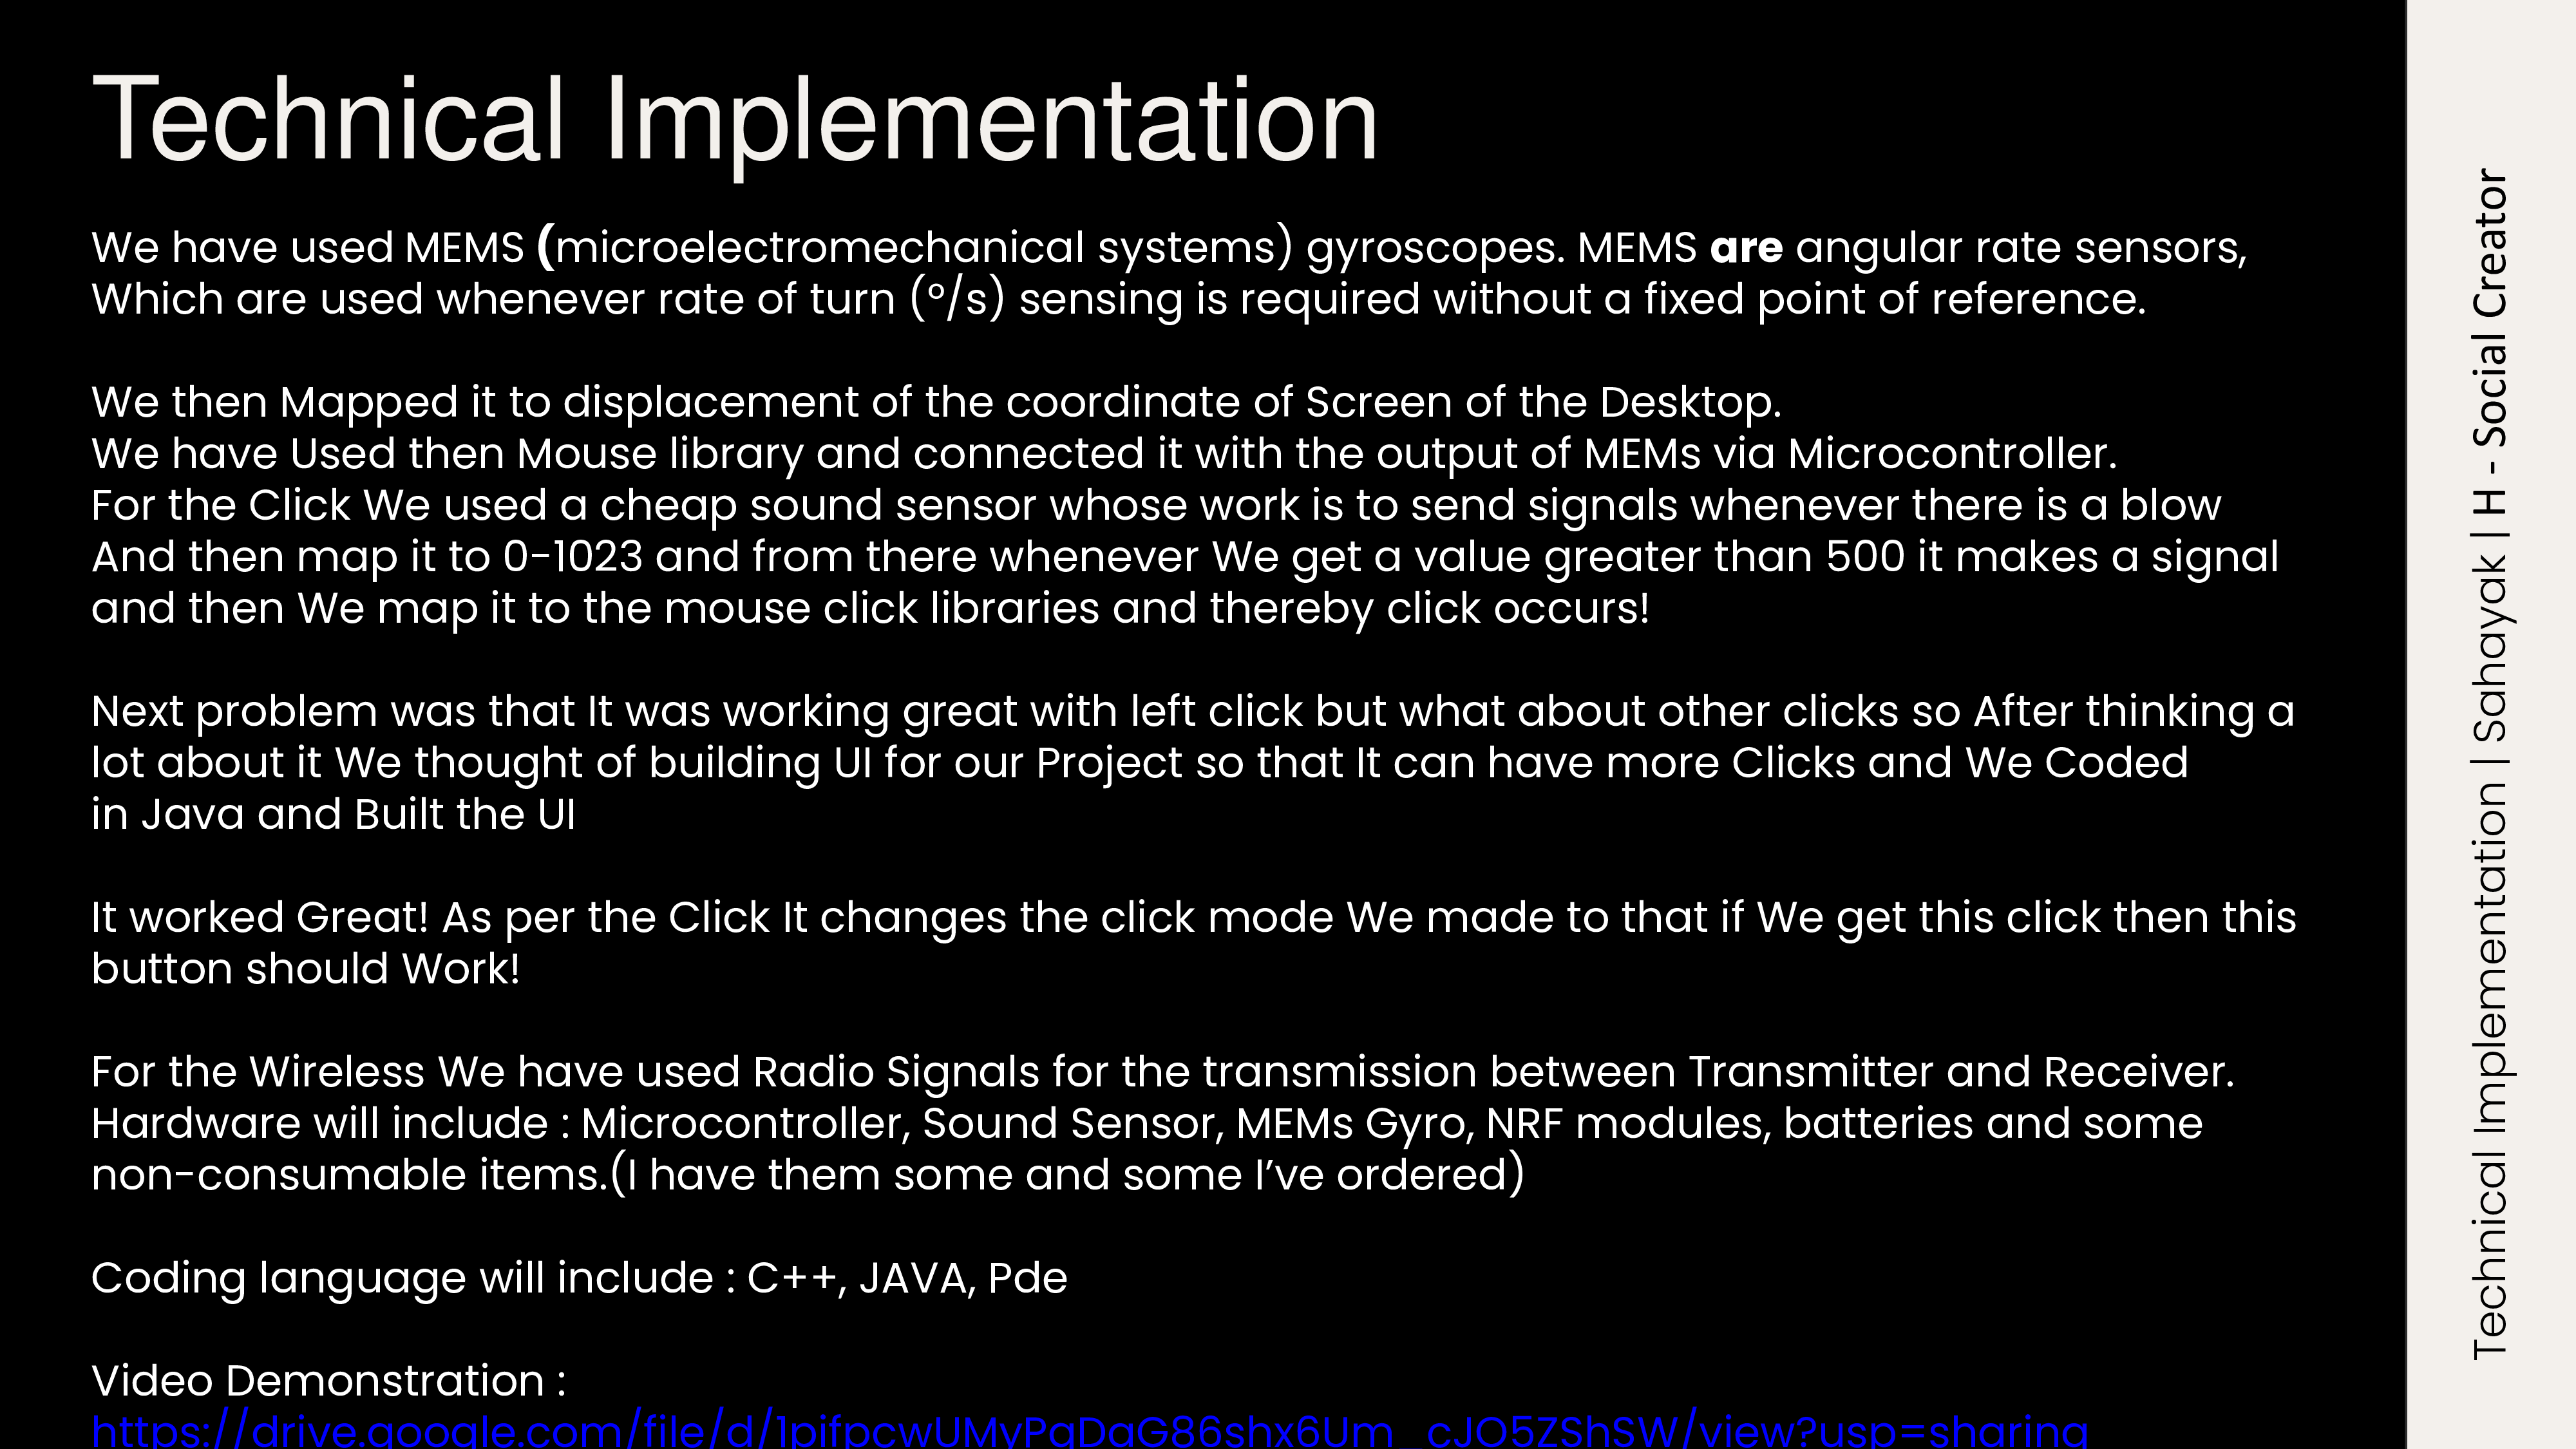 Technical Implementation
We have used MEMS (microelectromechanical systems) gyroscopes. MEMS are angular rate sensors,
Which are used whenever rate of turn (°/s) sensing is required without a fixed point of reference.
We then Mapped it to displacement of the coordinate of Screen of the Desktop.
We have Used then Mouse library and connected it with the output of MEMs via Microcontroller.
For the Click We used a cheap sound sensor whose work is to send signals whenever there is a blow
And then map it to 0-1023 and from there whenever We get a value greater than 500 it makes a signal
and then We map it to the mouse click libraries and thereby click occurs!
Next problem was that It was working great with left click but what about other clicks so After thinking a
lot about it We thought of building UI for our Project so that It can have more Clicks and We Coded
in Java and Built the UI
It worked Great! As per the Click It changes the click mode We made to that if We get this click then this
button should Work!
For the Wireless We have used Radio Signals for the transmission between Transmitter and Receiver.
Hardware will include : Microcontroller, Sound Sensor, MEMs Gyro, NRF modules, batteries and some
non-consumable items.(I have them some and some I've ordered)
Coding language will include : C++, JAVA, Pde
Video Demonstration :
https://drive.google.com/file/d/1pifpcwUMyPqDaG86shx6Um_cJO5ZShSW/view?usp=sharing
Technical Implementation | Sahayak | H - Social Creator